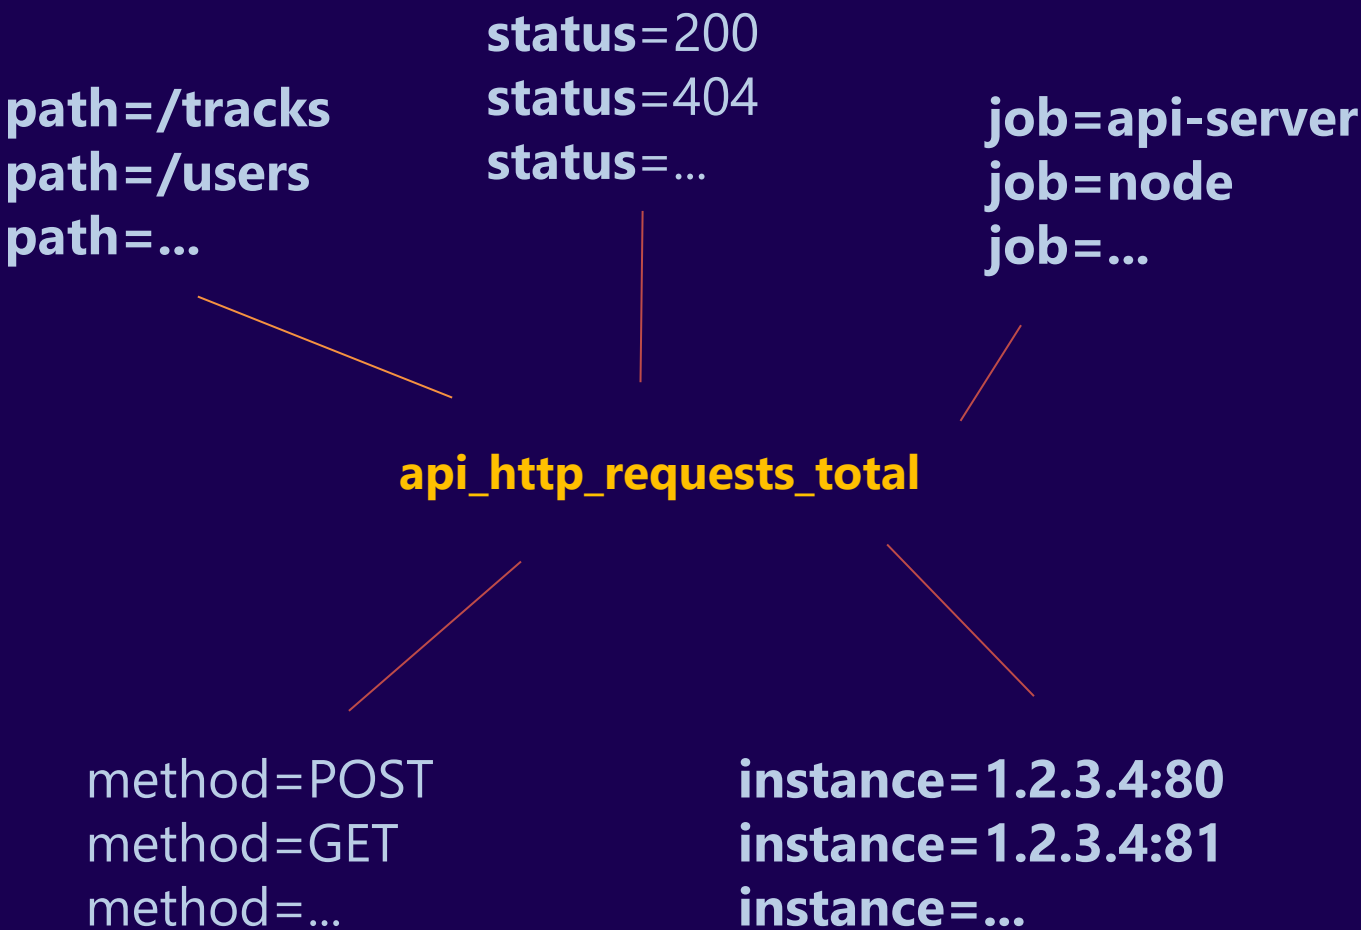 status=200
status=404
status=...
path=/tracks
path=/users
path=...
job=api-server
job=node
job=...
api_http_requests_total
method=POST
method=GET
method=...
instance=1.2.3.4:80
instance=1.2.3.4:81
instance=...